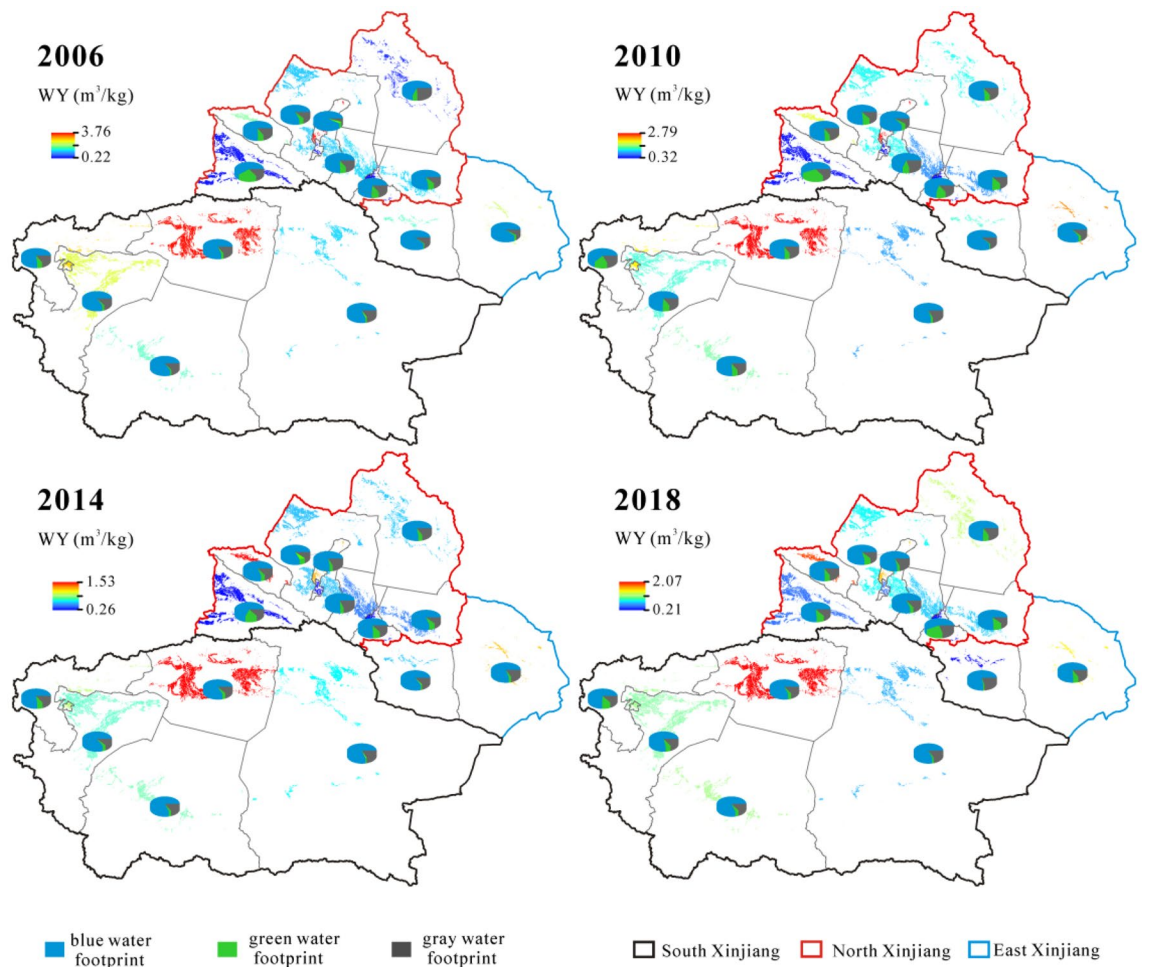 2006
WY (m³/kg)
3.76
0.22
2010
WY (m³/kg)
2.79
0.32
2014
WY (m³/kg)
1.53
0.26
2018
WY (m³/kg)
2.07
0.21
blue water
footprint
green water
footprint
gray water
footprint
South Xinjiang
North Xinjiang
East Xinjiang